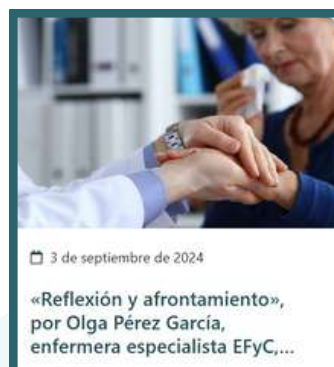 3 de septiembre de 2024
«Reflexión y afrontamiento»,
por Olga Pérez García,
enfermera especialista EFyC,...